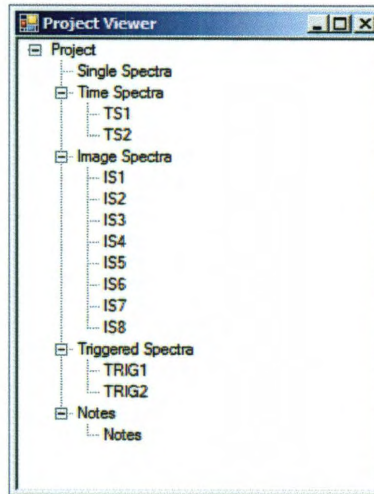 Project Viewer
Project
Single Spectra
Time Spectra
TS1
TS2
Image Spectra
IS1
IS2
IS3
IS4
IS5
IS6
IS7
IS8
Triggered Spectra
TRIG1
TRIG2
Notes
Notes